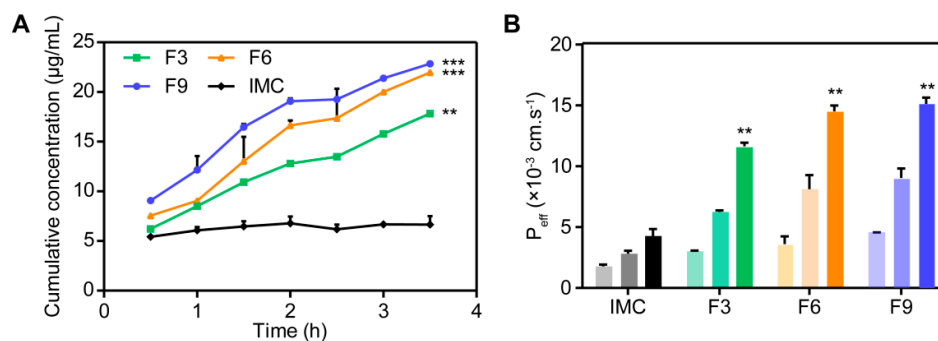 A
Cumulative concentration (µg/mL)
25
20
15
10
5
0
F3
F6
F9
IMC
***
***
**
0
1
2
3
4
Time (h)
B
Peff (×10-3 cm.s-1)
20
15
10
5
0
**
**
**
IMC
F3
F6
F9